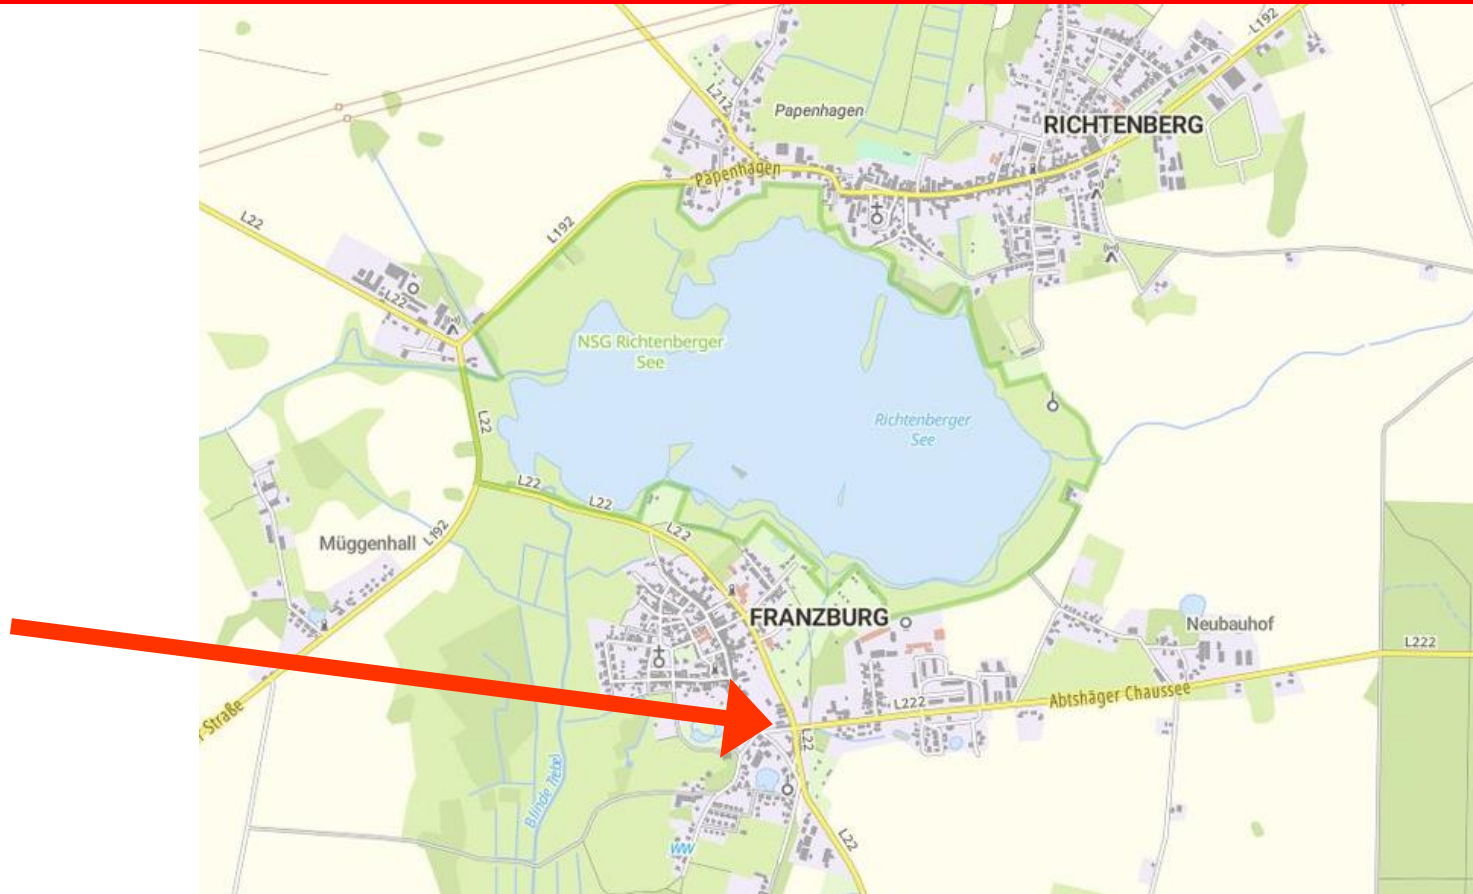 L192
L212
Papenhagen
RICHTENBERG
Papenhagen
L22
L192
L22
NSG Richtenberger
See
Richtenberger
See
L22
L22
L22
L22
L192
Müggenhall
FRANZBURG
Neubauhof
L222
Abtshäger Chaussee
L222
r-Straße
L22
Blinde Trebel
L22
WW